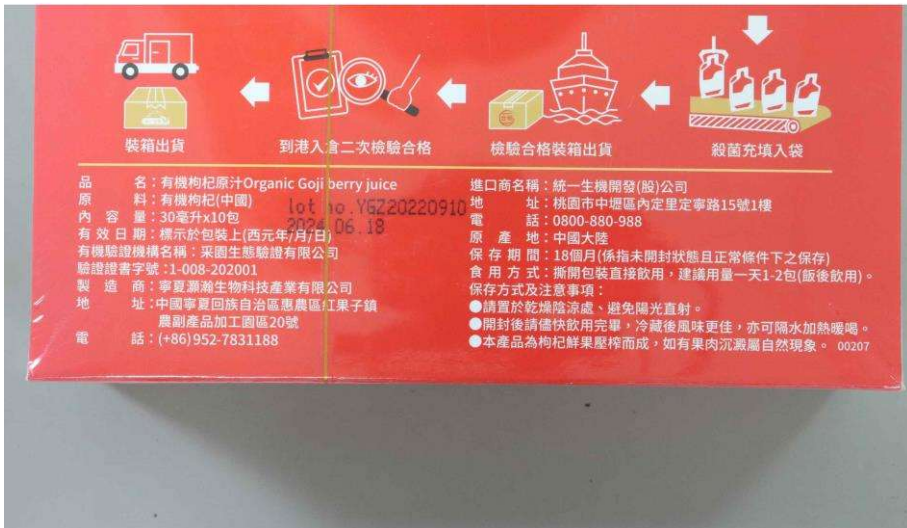 裝箱出貨
到港入倉二次檢驗合格
檢驗合格裝箱出貨
殺菌充填入袋
品 名：有機枸杞原汁Organic Goji berry juice
原 料：有機枸杞(中國)
內 容 量：30毫升x10包
有 效 日 期：標示於包裝上(西元年/月/日)
lot no.YGZ20220910
2024.06.18
有機驗證機構名稱：采園生態驗證有限公司
驗證證書字號：1-008-202001
製 造 商：寧夏灝瀚生物科技產業有限公司
地 址：中國寧夏回族自治區惠農區紅果子鎮
農副產品加工園區20號
電 話：(+86)952-7831188
進口商名稱：統一生機開發(股)公司
地 址：桃園市中壢區內定里定寧路15號1樓
電 話：0800-880-988
原 產 地：中國大陸
保 存 期 間：18個月(係指未開封狀態且正常條件下之保存)
食 用 方 式：撕開包裝直接飲用，建議用量一天1-2包(飯後飲用)。
保存方式及注意事項：
●請置於乾燥陰涼處、避免陽光直射。
●開封後請儘快飲用完畢，冷藏後風味更佳，亦可隔水加熱暖喝。
●本產品為枸杞鮮果壓榨而成，如有果肉沉澱屬自然現象。 00207